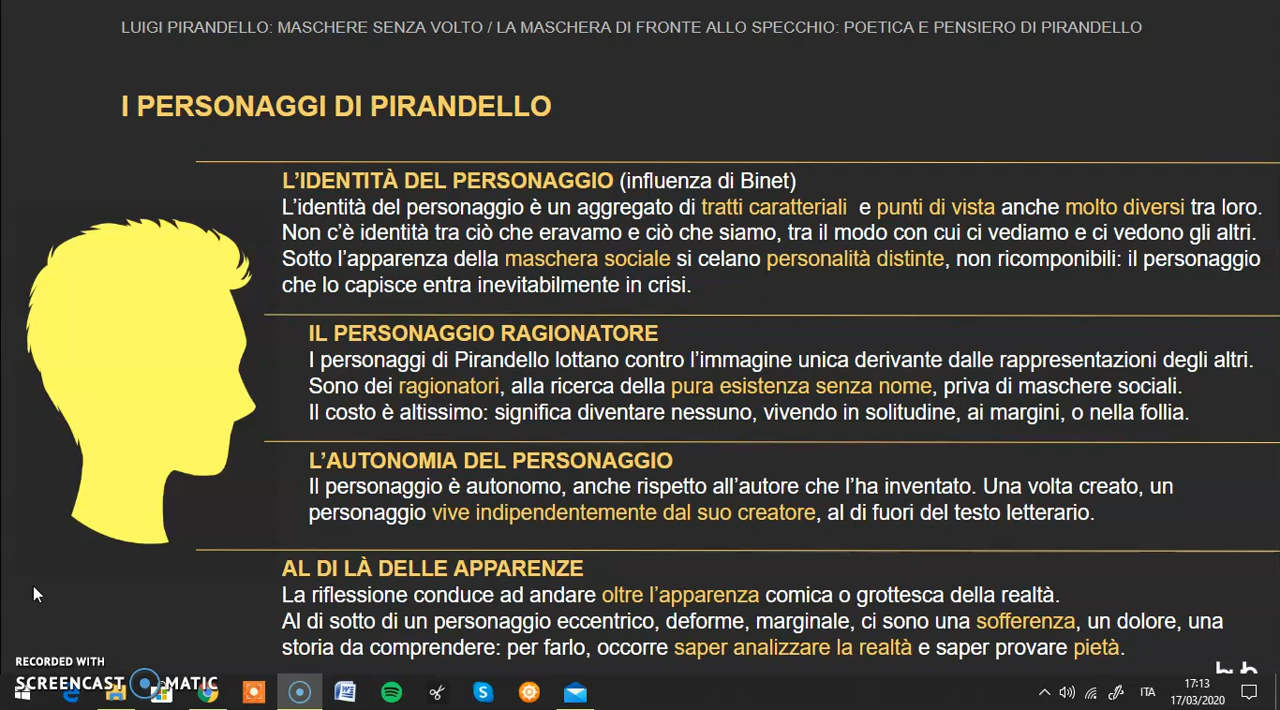 LUIGI PIRANDELLO: MASCHERE SENZA VOLTO / LA MASCHERA DI FRONTE ALLO SPECCHIO: POETICA E PENSIERO DI PIRANDELLO
I PERSONAGGI DI PIRANDELLO
L'IDENTITÀ DEL PERSONAGGIO (influenza di Binet)
L'identità del personaggio è un aggregato di tratti caratteriali e punti di vista anche molto diversi tra loro.
Non c'è identità tra ciò che eravamo e ciò che siamo, tra il modo con cui ci vediamo e ci vedono gli altri.
Sotto l'apparenza della maschera sociale si celano personalità distinte, non ricomponibili: il personaggio
che lo capisce entra inevitabilmente in crisi.
IL PERSONAGGIO RAGIONATORE
I personaggi di Pirandello lottano contro l'immagine unica derivante dalle rappresentazioni degli altri.
Sono dei ragionatori, alla ricerca della pura esistenza senza nome, priva di maschere sociali.
Il costo è altissimo: significa diventare nessuno, vivendo in solitudine, ai margini, o nella follia.
L'AUTONOMIA DEL PERSONAGGIO
Il personaggio è autonomo, anche rispetto all'autore che l'ha inventato. Una volta creato, un
personaggio vive indipendentemente dal suo creatore, al di fuori del testo letterario.
AL DI LÀ DELLE APPARENZE
La riflessione conduce ad andare oltre l'apparenza comica o grottesca della realtà.
Al di sotto di un personaggio eccentrico, deforme, marginale, ci sono una sofferenza, un dolore, una
storia da comprendere: per farlo, occorre saper analizzare la realtà e saper provare pietà.
RECORDED WITH
SCREENCAST MATIC
ITA
17:13
17/03/2020